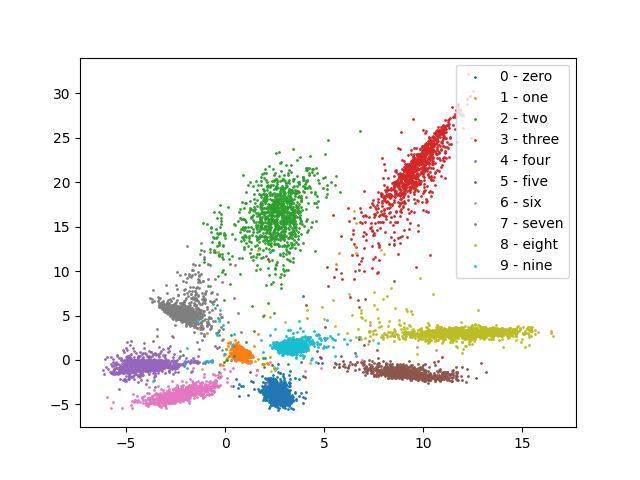 30
25
20
15
10
5
0
−5
−5
0
5
10
15
0 - zero
1 - one
2 - two
3 - three
4 - four
5 - five
6 - six
7 - seven
8 - eight
9 - nine